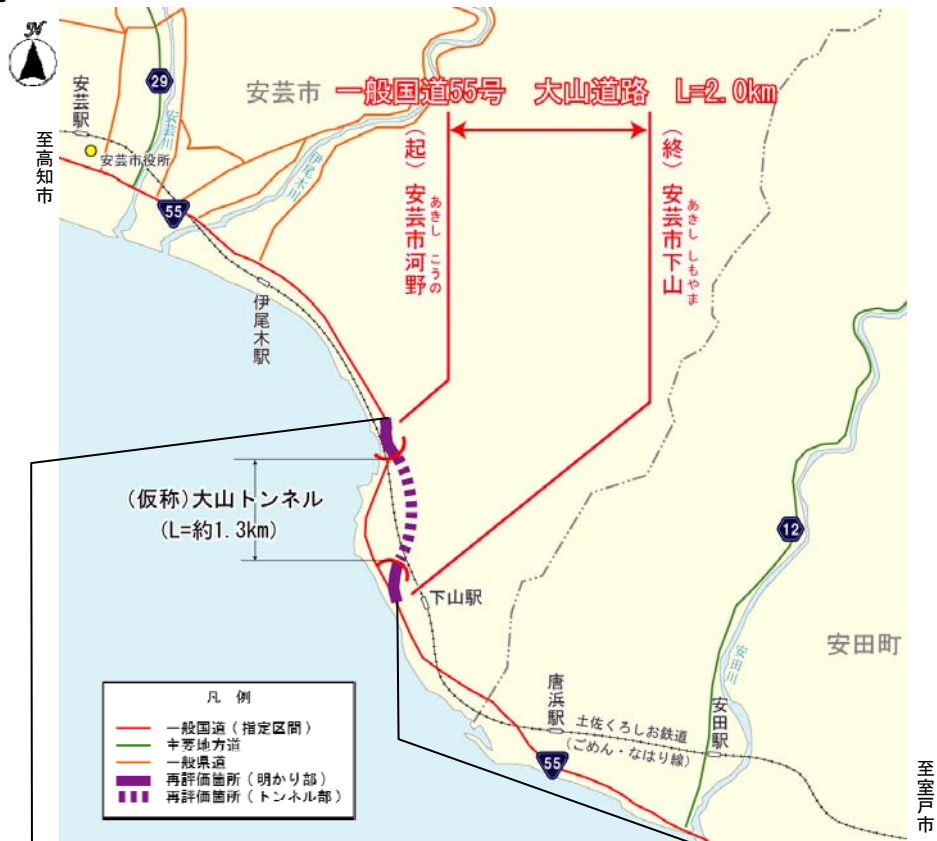 N
安芸市
一般国道55号 大山道路 L=2.0km
29
安芸駅
安芸市役所
安芸川
伊尾木川
至高知市
55
伊尾木駅
(起)安芸市河野
あきし こうの
(終)安芸市下山
あきし しもやま
(仮称)大山トンネル
(L=約1.3km)
12
下山駅
安田町
安田川
唐浜駅
安田駅
土佐くろしお鉄道
(ごめん・なはり線)
55
至室戸市
凡 例
一般国道(指定区間)
主要地方道
一般県道
再評価箇所(明かり部)
再評価箇所(トンネル部)